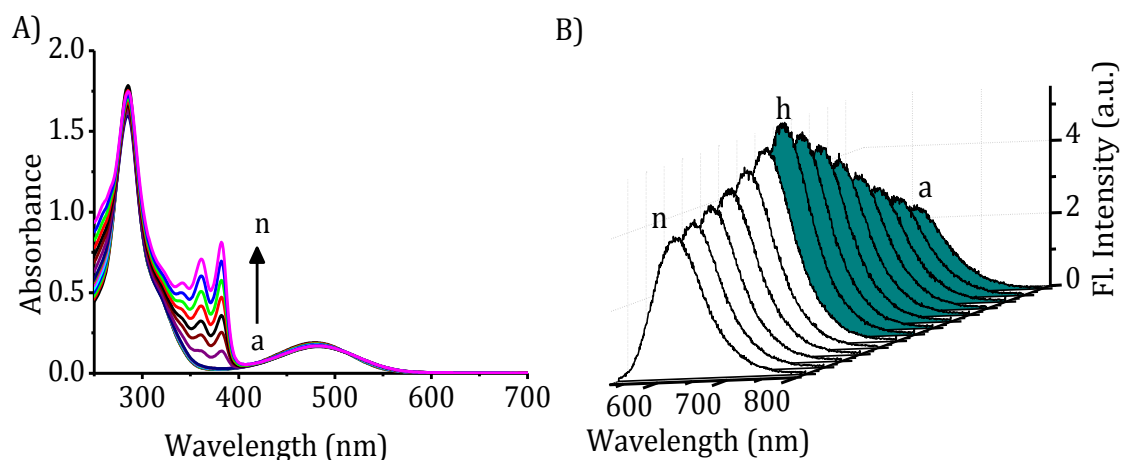 A)
2.0
1.5
1.0
0.5
0.0
Absorbance
n
a
300 400 500 600 700
Wavelength (nm)
B)
h
a
n
4
2
0
Fl. Intensity (a.u.)
600 700 800
Wavelength (nm)